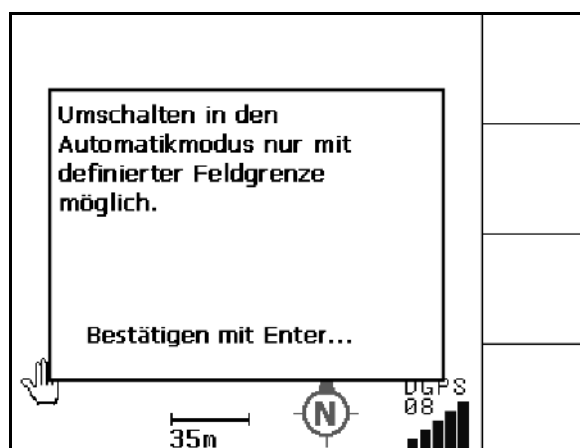 Umschalten in den
Automatikmodus nur mit
definierter Feldgrenze
möglich.
Bestätigen mit Enter...
DGPS
08
N
35m